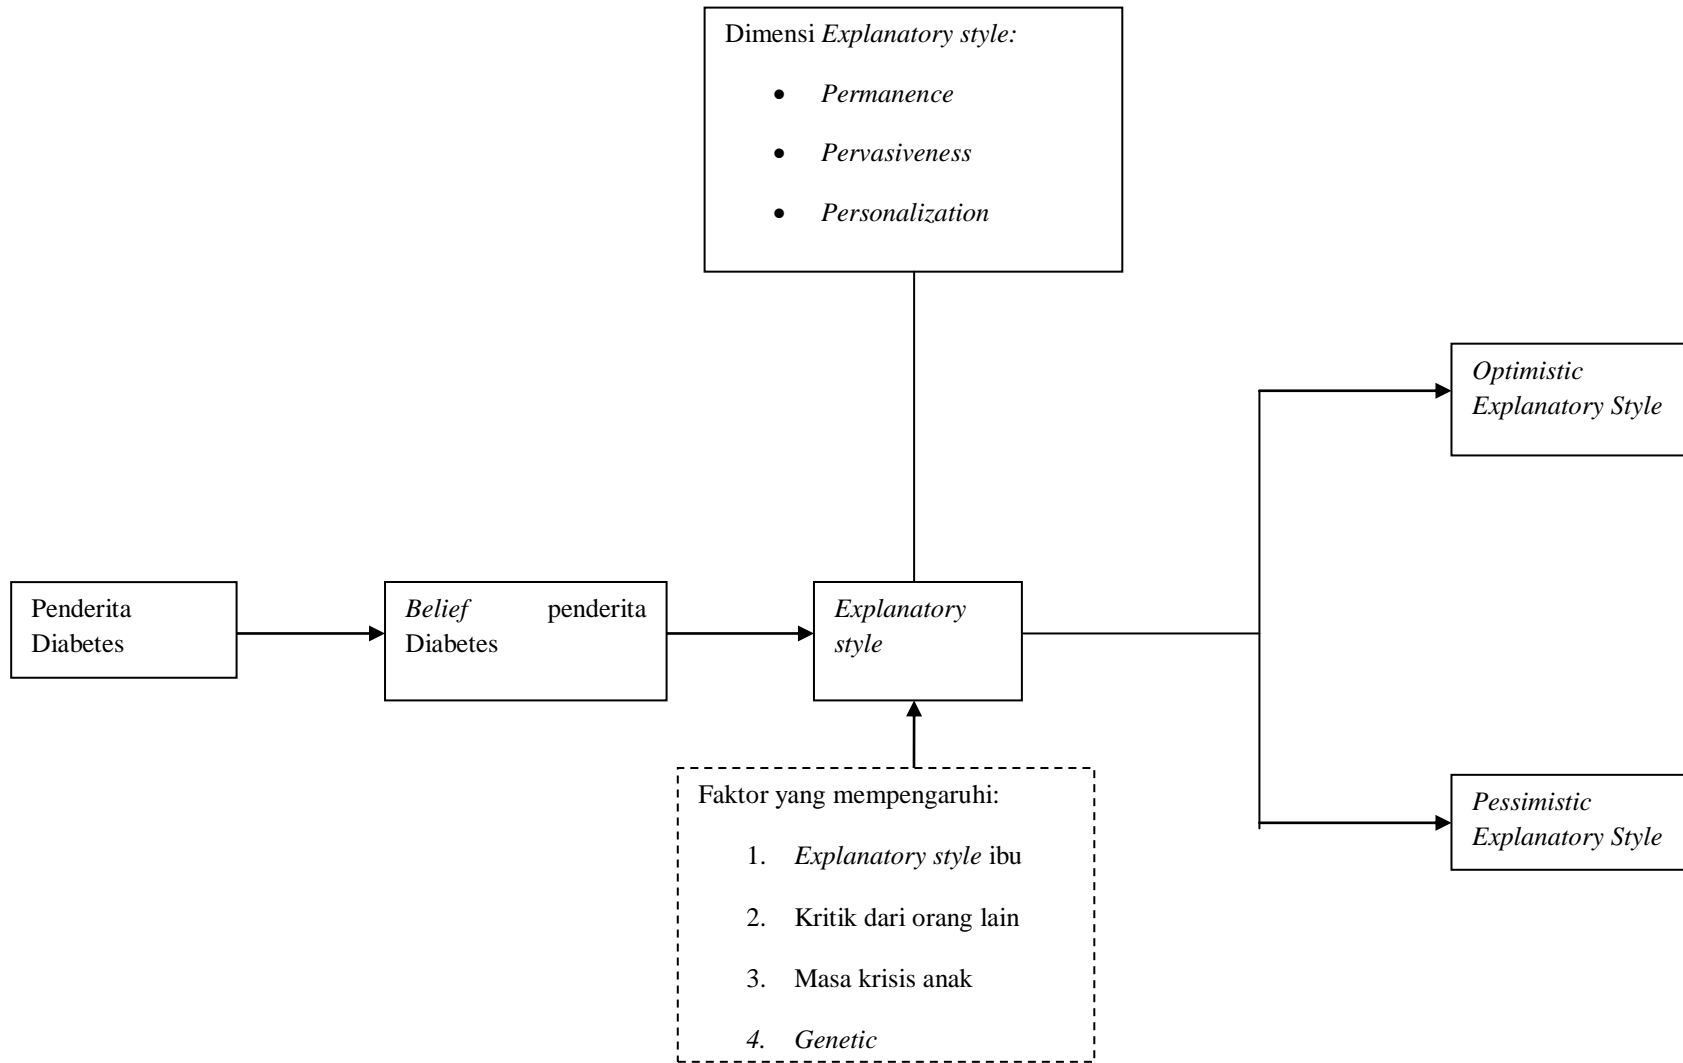 Dimensi Explanatory style:
• Permanence
• Pervasiveness
• Personalization
Optimistic
Explanatory Style
Penderita
Diabetes
Belief penderita
Diabetes
Explanatory
style
Faktor yang mempengaruhi:
1. Explanatory style ibu
2. Kritik dari orang lain
3. Masa krisis anak
4. Genetic
Pessimistic
Explanatory Style